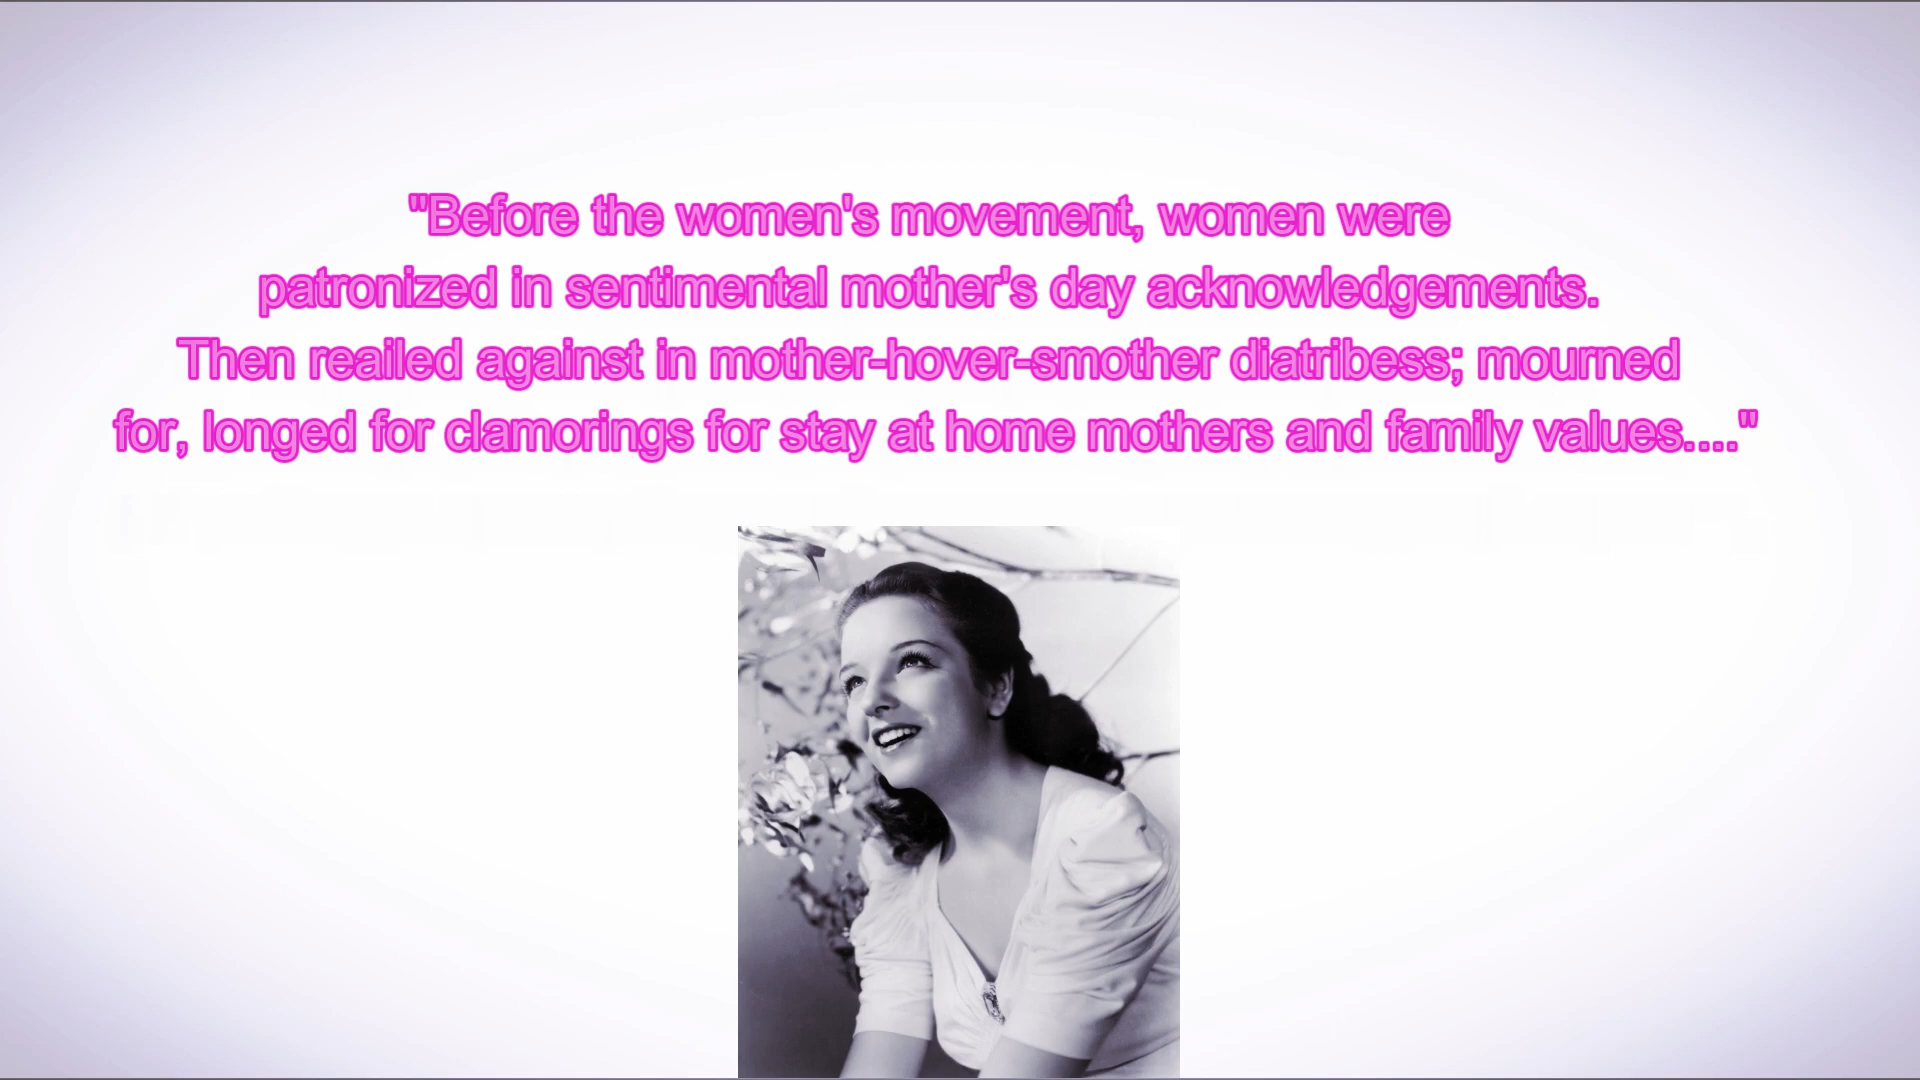 "Before the women's movement, women were
patronized in sentimental mother's day acknowledgements.
Then reailed against in mother-hover-smother diatribess; mourned
for, longed for clamorings for stay at home mothers and family values...."